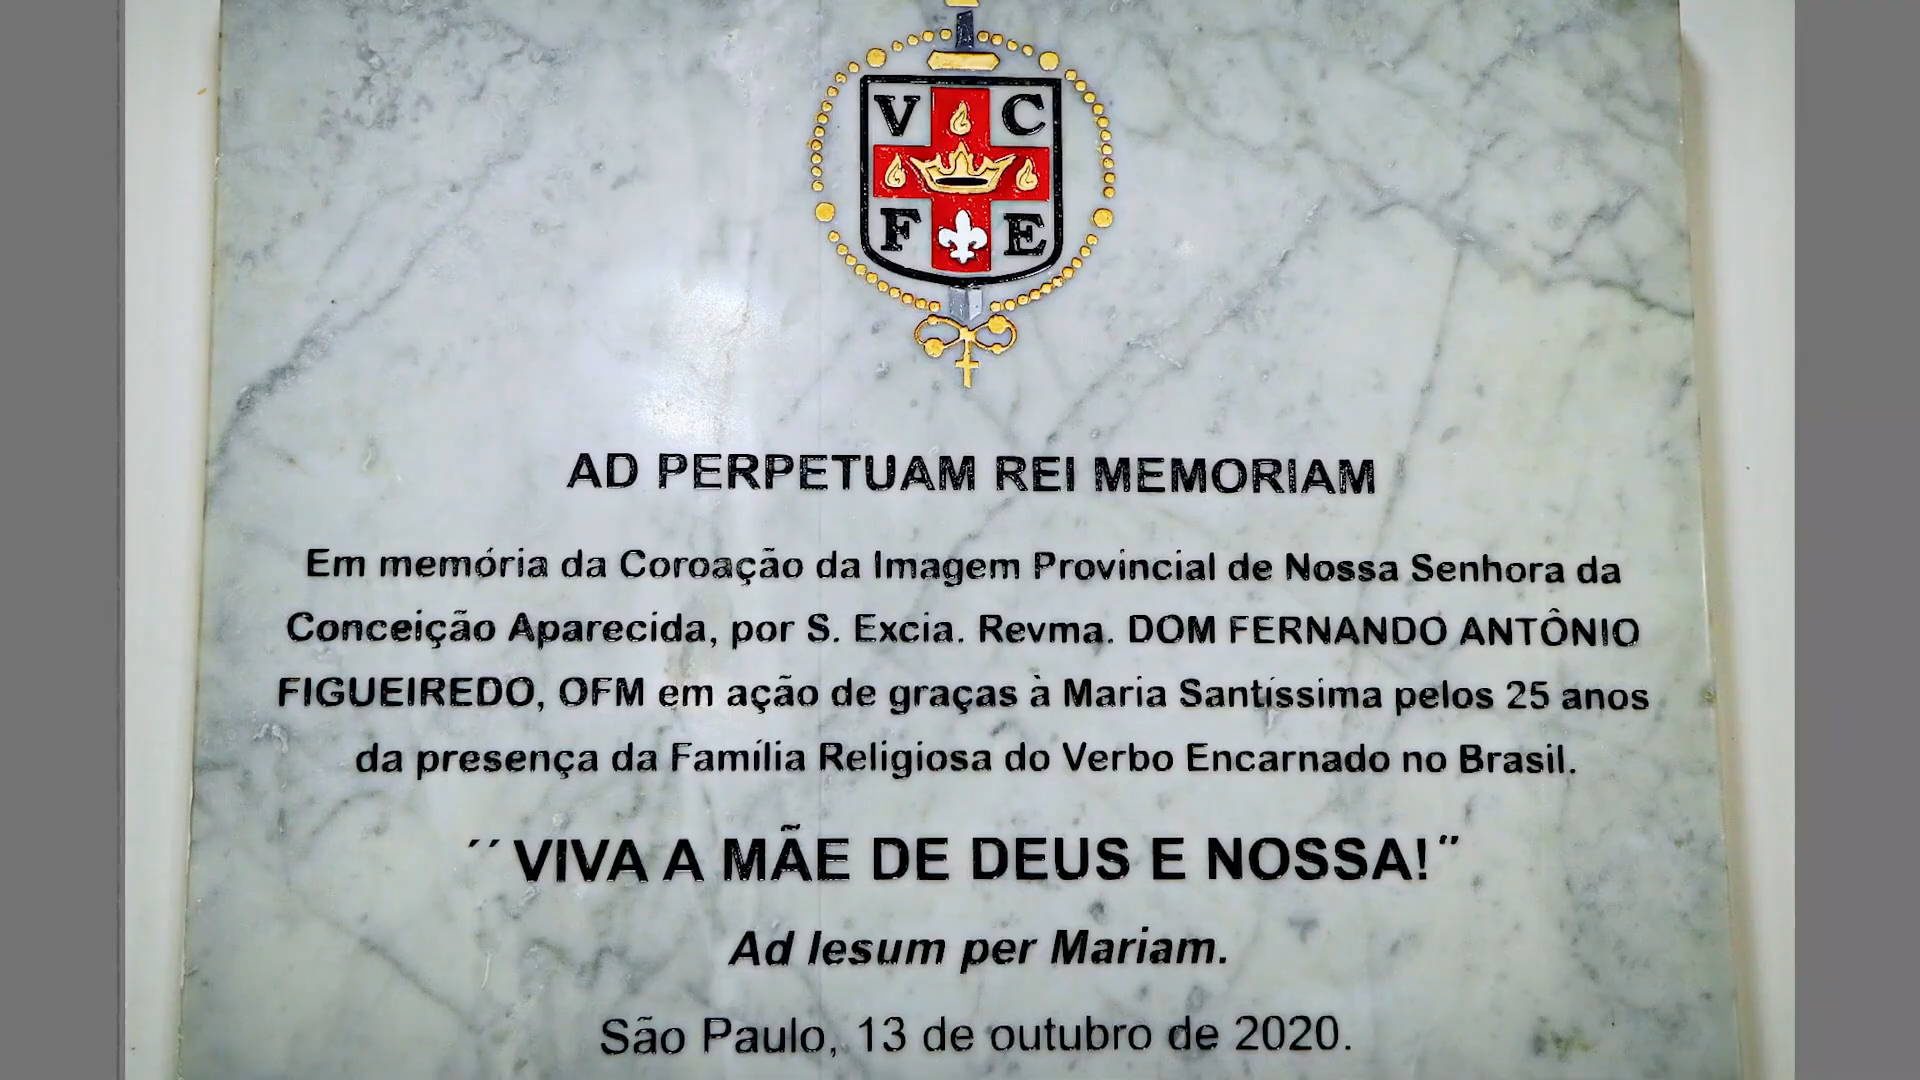 V C
F E
AD PERPETUAM REI MEMORIAM
Em memória da Coroação da Imagem Provincial de Nossa Senhora da
Conceição Aparecida, por S. Excia. Revma. DOM FERNANDO ANTÔNIO
FIGUEIREDO, OFM em ação de graças à Maria Santíssima pelos 25 anos
da presença da Família Religiosa do Verbo Encarnado no Brasil.
´´VIVA A MÃE DE DEUS E NOSSA!¨
Ad Iesum per Mariam.
São Paulo, 13 de outubro de 2020.